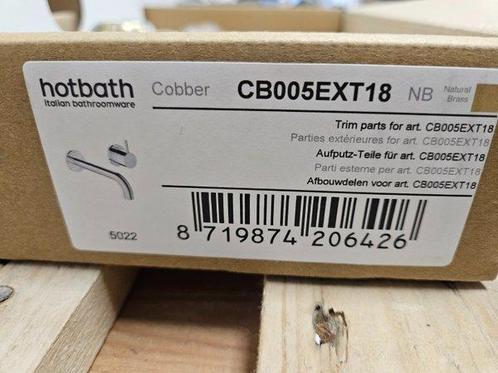 hotbath Cobber CB005EXT18 NB Natural Brass
italian bathroomware
Trim parts for art. CB005EXT18
Parties extérieures for art. CB005EXT18
Aufputz-Teile für art. CB005EXT18
Parti esterne per art. CB005EXT18
Afbouwdelen voor art. CB005EXT18
5022
8 719874 206426